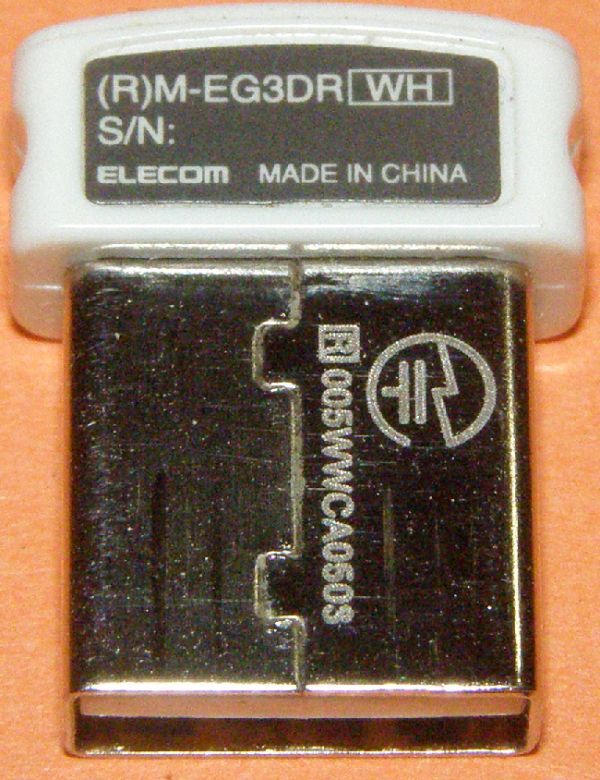 (R)M-EG3DR WH
S/N:
ELECOM MADE IN CHINA
R 005WWCA0503